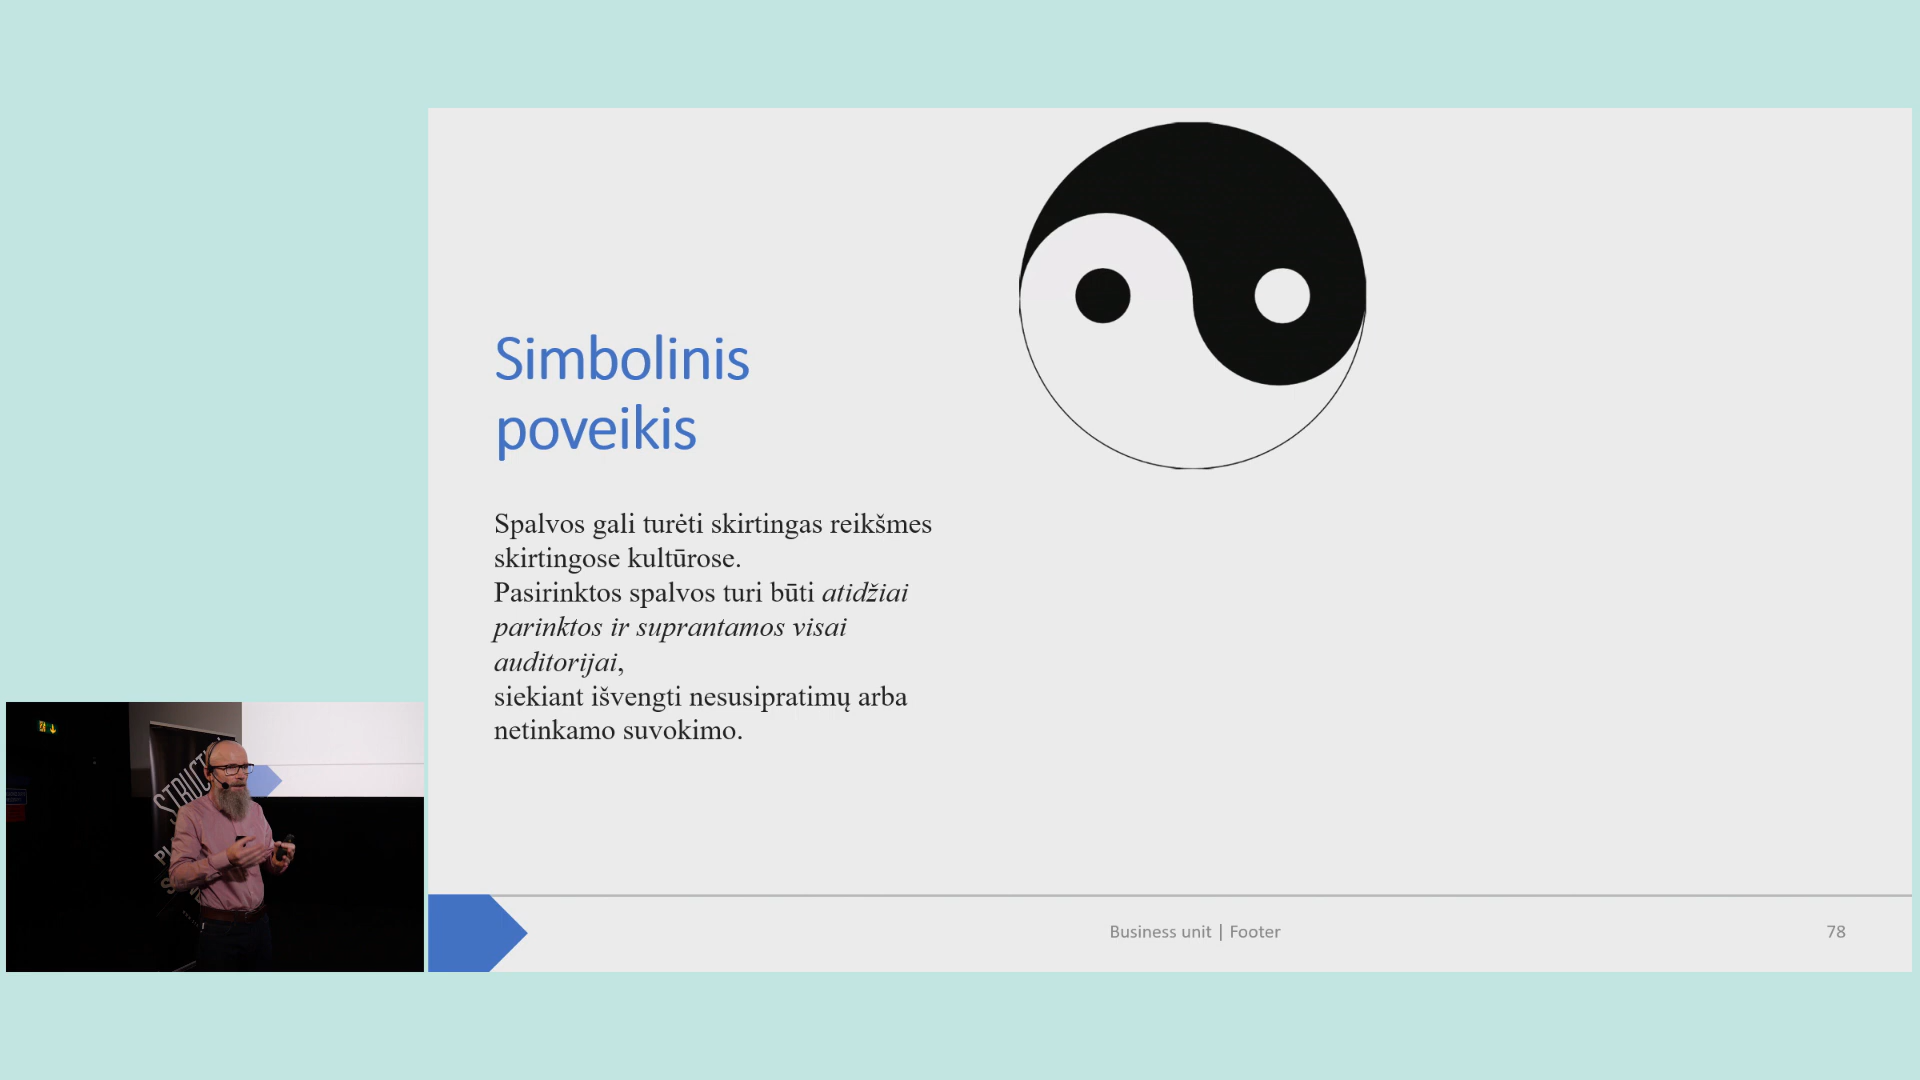 Simbolinis
poveikis
Spalvos gali turėti skirtingas reikšmes
skirtingose kultūrose.
Pasirinktos spalvos turi būti atidžiai
parinktos ir suprantamos visai
auditorijai,
siekiant išvengti nesusipratimų arba
netinkamo suvokimo.
Business unit | Footer
78